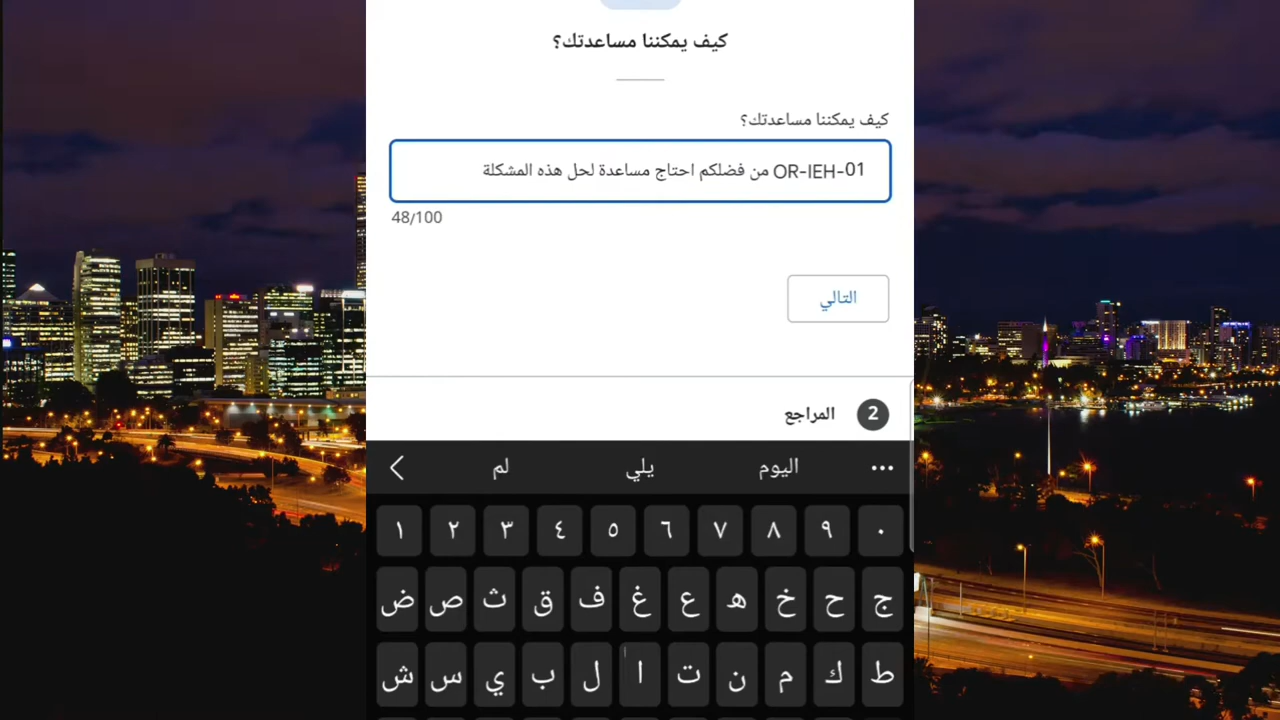 كيف يمكننا مساعدتك؟
كيف يمكننا مساعدتك؟
OR-IEH-01 من فضلكم احتاج مساعدة لحل هذه المشكلة
48/100
التالي
2 المراجع
... اليوم يلي لم
١ ٢ ٣ ٤ ٥ ٦ ٧ ٨ ٩ ٠
ج ح خ ه ع غ ف ق ث ص ض
ط ك م ن ت ا ل ب ي س ش